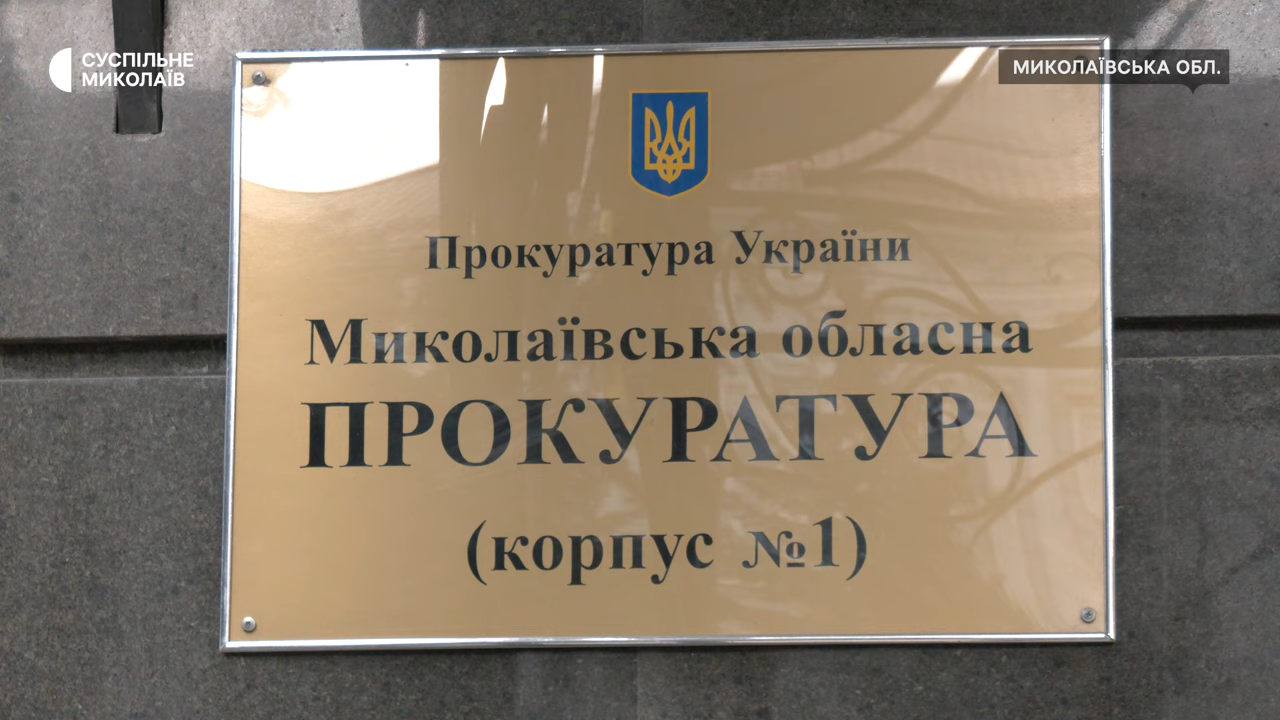 СУСПІЛЬНЕ
МИКОЛАЇВ
МИКОЛАЇВСЬКА ОБЛ.
Прокуратура України
Миколаївська обласна
ПРОКУРАТУРА
(корпус №1)